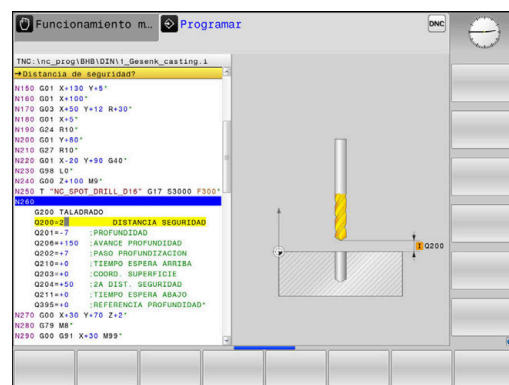 Funcionamiento m… Programar
DNC
TNC:\nc_prog\BHB\DIN\1_Gesenk_casting.i
→Distancia de seguridad?
N150 G01 X+130 Y+5*
N160 G01 X+100*
N170 G03 X+50 Y+12 R+30*
N180 G01 X+5*
N190 G24 R10*
N200 G01 Y+80*
N210 G27 R10*
N220 G01 X-20 Y+90 G40*
N230 G98 L0*
N240 G00 Z+100 M9*
N250 T "NC_SPOT_DRILL_D16" G17 S3000 F300*
N260
G200 TALADRADO
Q200=2 DISTANCIA SEGURIDAD
Q201=-7 ;PROFUNDIDAD
Q206=+150 ;AVANCE PROFUNDIDAD
Q202=+7 ;PASO PROFUNDIZACION
Q210=+0 ;TIEMPO ESPERA ARRIBA
Q203=+0 ;COORD. SUPERFICIE
Q204=+50 ;2A DIST. SEGURIDAD
Q211=+0 ;TIEMPO ESPERA ABAJO
Q395=+0 ;REFERENCIA PROFUNDIDAD*
N270 G00 X+30 Y+70 Z+2*
N280 G79 M8*
N290 G00 G91 X+30 M99*
I Q200